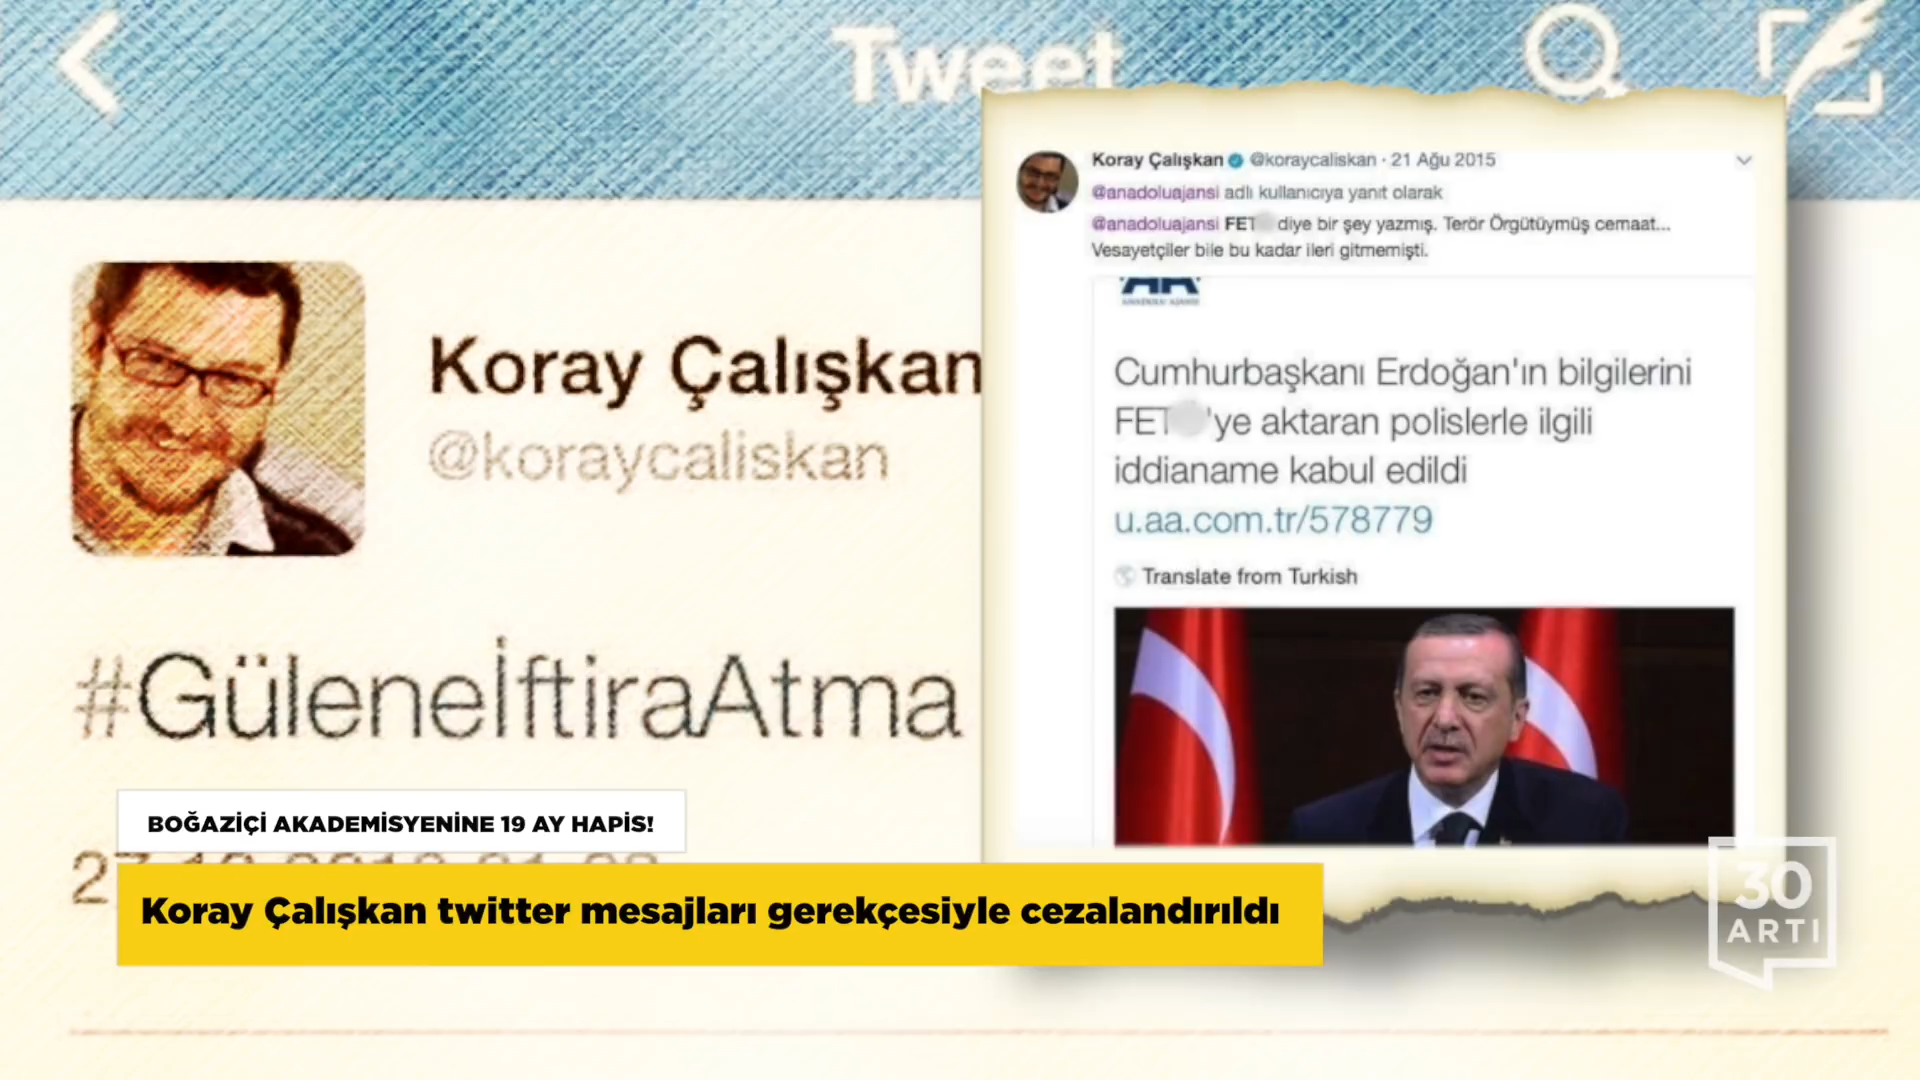 Tweet
Koray Çalışkan @koraycaliskan · 21 Ağu 2015
@anadoluajansi adlı kullanıcıya yanıt olarak
@anadoluajansi FET diye bir şey yazmış. Terör Örgütüymüş cemaat...
Vesayetçiler bile bu kadar ileri gitmemişti.
AA
ANADOLU AJANSI
Cumhurbaşkanı Erdoğan'ın bilgilerini
FET 'ye aktaran polislerle ilgili
iddianame kabul edildi
u.aa.com.tr/578779
Translate from Turkish
Koray Çalışkan
@koraycaliskan
#GüleneİftiraAtma
BOĞAZİÇİ AKADEMİSYENİNE 19 AY HAPİS!
Koray Çalışkan twitter mesajları gerekçesiyle cezalandırıldı
30
ARTI